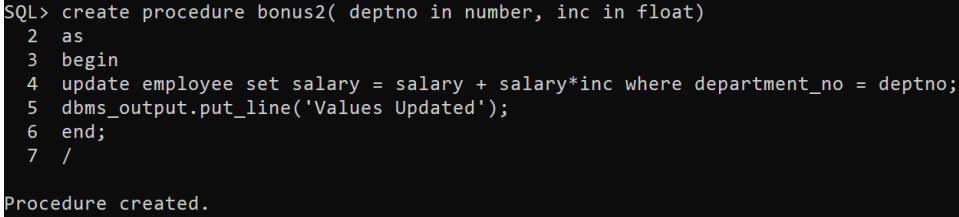 SQL> create procedure bonus2( deptno in number, inc in float)
  2  as
  3  begin
  4  update employee set salary = salary + salary*inc where department_no = deptno;
  5  dbms_output.put_line('Values Updated');
  6  end;
  7  /
Procedure created.